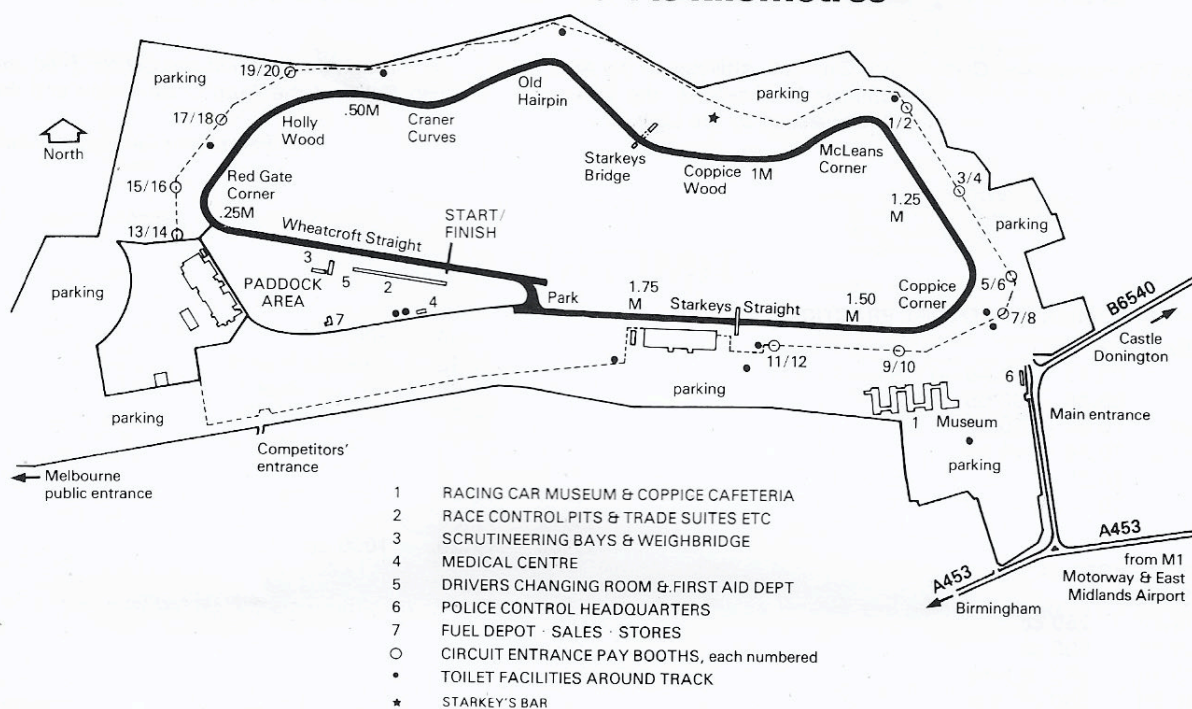 parking
19/20
17/18
North
15/16
13/14
Holly
Wood
.50M
Craner
Curves
Old
Hairpin
Starkeys
Bridge
parking
Coppice
Wood
1M
McLeans
Corner
1/2
3/4
1.25
M
parking
Red Gate
Corner
.25M
Wheatcroft Straight
START/
FINISH
3
5
2
PADDOCK
AREA
4
7
parking
Park
1.75
M
Starkeys Straight
1.50
M
Coppice
Corner
5/6
7/8
B6540
Castle
Donington
11/12
9/10
6
parking
parking
1
Museum
Main entrance
parking
Competitors'
entrance
Melbourne
public entrance
A453
from M1
Motorway & East
Midlands Airport
A453
Birmingham
1 RACING CAR MUSEUM & COPPICE CAFETERIA
2 RACE CONTROL PITS & TRADE SUITES ETC
3 SCRUTINEERING BAYS & WEIGHBRIDGE
4 MEDICAL CENTRE
5 DRIVERS CHANGING ROOM & FIRST AID DEPT
6 POLICE CONTROL HEADQUARTERS
7 FUEL DEPOT · SALES · STORES
○ CIRCUIT ENTRANCE PAY BOOTHS, each numbered
• TOILET FACILITIES AROUND TRACK
★ STARKEY'S BAR